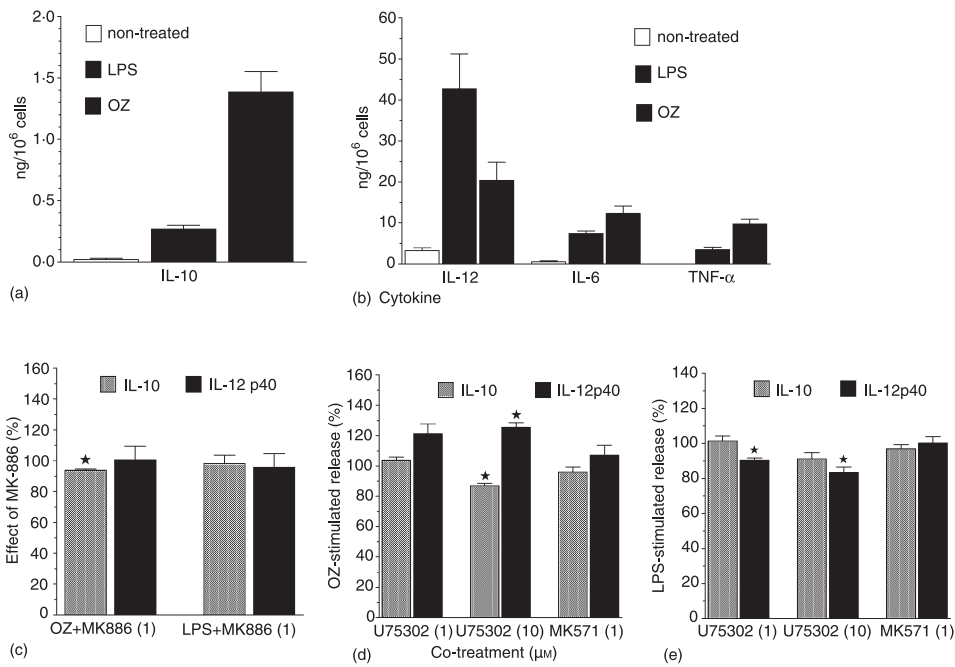 2·0
1·5
1·0
0·5
0·0
ng/10⁶ cells
non-treated
LPS
OZ
IL-10
(a)
60
50
40
30
20
10
0
ng/10⁶ cells
non-treated
LPS
OZ
IL-12 IL-6 TNF-α
(b) Cytokine
160
140
120
100
80
60
40
20
0
Effect of MK-886 (%)
IL-10 IL-12 p40
★
OZ+MK886 (1) LPS+MK886 (1)
(c)
160
140
120
100
80
60
40
20
0
OZ-stimulated release (%)
IL-10 IL-12p40
★
★
U75302 (1) U75302 (10) MK571 (1)
(d) Co-treatment (μM)
140
120
100
80
60
40
20
0
LPS-stimulated release (%)
IL-10 IL-12p40
★ ★
U75302 (1) U75302 (10) MK571 (1)
(e)